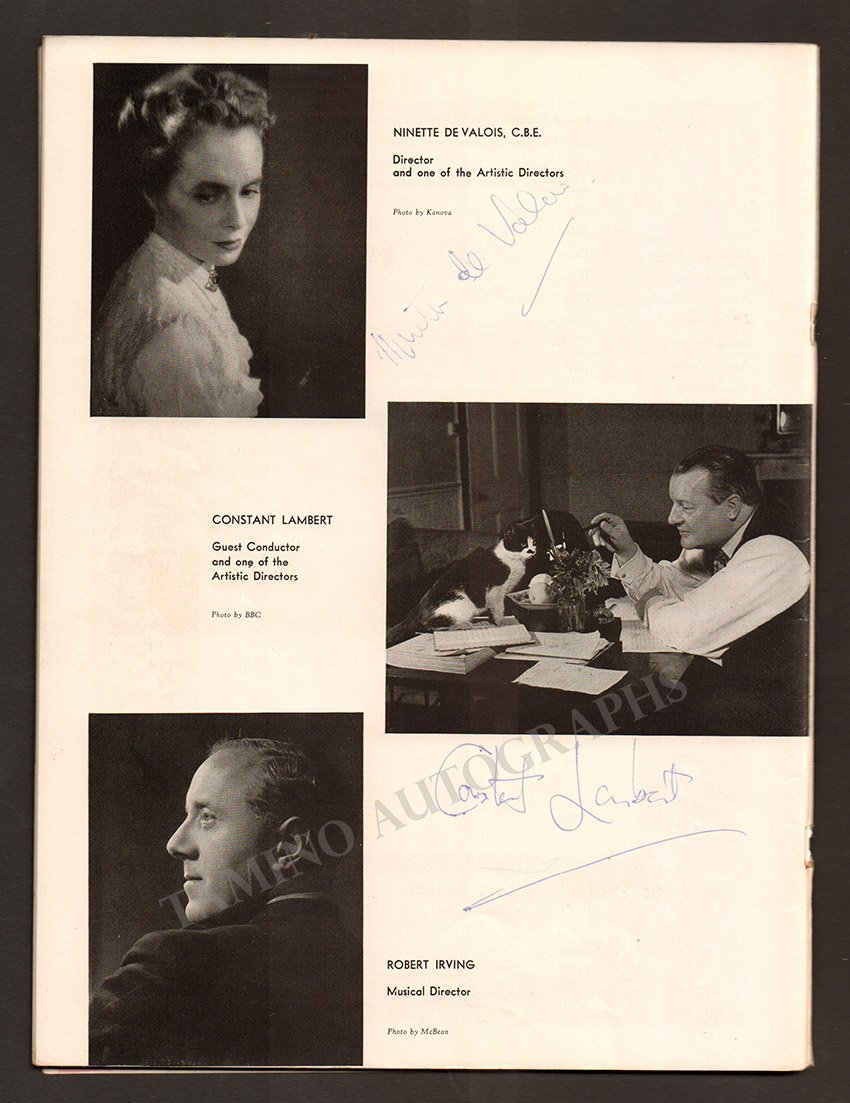 NINETTE DE VALOIS, C.B.E.
Director
and one of the Artistic Directors
Photo by Kanova
Ninette de Valois
CONSTANT LAMBERT
Guest Conductor
and one of the
Artistic Directors
Photo by BBC
TAMINO AUTOGRAPHS
Constant Lambert
ROBERT IRVING
Musical Director
Photo by McBean